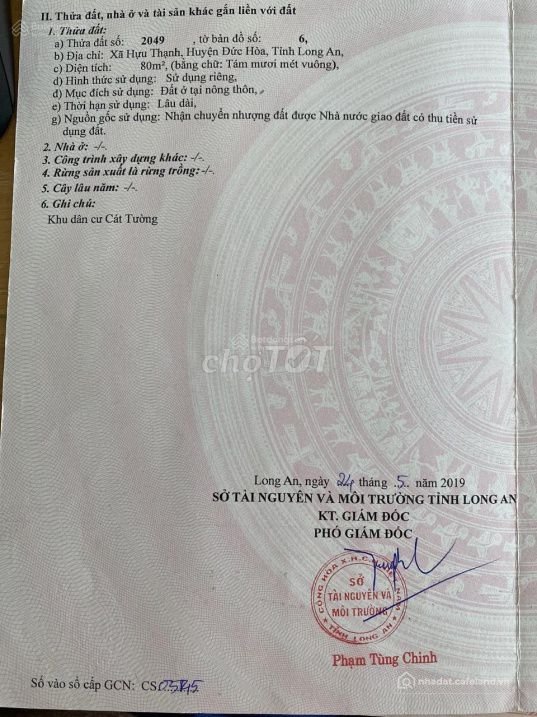 II. Thửa đất, nhà ở và tài sản khác gắn liền với đất
1. Thửa đất:
a) Thửa đất số: 2049 , tờ bản đồ số: 6,
b) Địa chỉ: Xã Hựu Thạnh, Huyện Đức Hòa, Tỉnh Long An,
c) Diện tích: 80m², (bằng chữ: Tám mươi mét vuông),
d) Hình thức sử dụng: Sử dụng riêng,
đ) Mục đích sử dụng: Đất ở tại nông thôn,
e) Thời hạn sử dụng: Lâu dài,
g) Nguồn gốc sử dụng: Nhận chuyển nhượng đất được Nhà nước giao đất có thu tiền sử
dụng đất.
2. Nhà ở: -/-.
3. Công trình xây dựng khác: -/-.
4. Rừng sản xuất là rừng trồng: -/-.
5. Cây lâu năm: -/-.
6. Ghi chú:
Khu dân cư Cát Tường
chợ TỐT
Long An, ngày 24 tháng 5 năm 2019
SỞ TÀI NGUYÊN VÀ MÔI TRƯỜNG TỈNH LONG AN
KT. GIÁM ĐỐC
PHÓ GIÁM ĐỐC
SỞ
TÀI NGUYÊN VÀ
MÔI TRƯỜNG
TỈNH LONG AN
Phạm Tùng Chinh
Số vào sổ cấp GCN: CS
nhadat.cafeland.vn